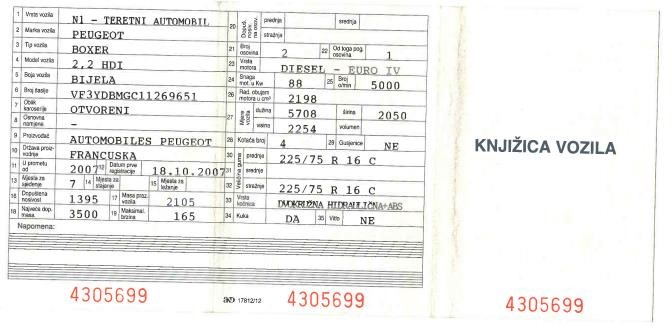 1 Vrsta vozila N1 - TERETNI AUTOMOBIL
2 Marka vozila PEUGEOT
3 Tip vozila BOXER
4 Model vozila 2,2 HDI
5 Boja vozila BIJELA
6 Broj šasije VF3YDBMGC11269651
7 Oblik karoserije OTVORENI
8 Osnovna namjena -
9 Proizvođač AUTOMOBILES PEUGEOT
10 Država proizvodnje FRANCUSKA
11 U prometu od 2007 12 Datum prve registracije 18.10.2007
13 Mjesta za sjedenje 7 14 Mjesta za stajanje 15 Mjesta za ležanje
16 Dopuštena nosivost 1395 17 Masa praz. vozila 2105
18 Najveća dop. masa 3500 19 Maksimal. brzina 165
Napomena:
4305699
20 prednja srednja
stražnja
21 Broj osovina 2 22 Od toga pog. osovina 1
23 Vrsta motora DIESEL - EURO IV
24 Snaga mot. u Kw 88 25 Broj o/min 5000
26 Rad. obujam motora u cm³ 2198
27 Mjere vozila dužina 5708 širina 2050
visina 2254 volumen
28 Kotača broj 4 29 Gusjenice NE
30 prednje 225/75 R 16 C
31 srednje
32 stražnje 225/75 R 16 C
33 Vrsta kočnica DVOKRUŽNA HIDRAULIČNA+ABS
34 Kuka DA 35 Vitlo NE
17812/12 4305699
KNJIŽICA VOZILA
4305699